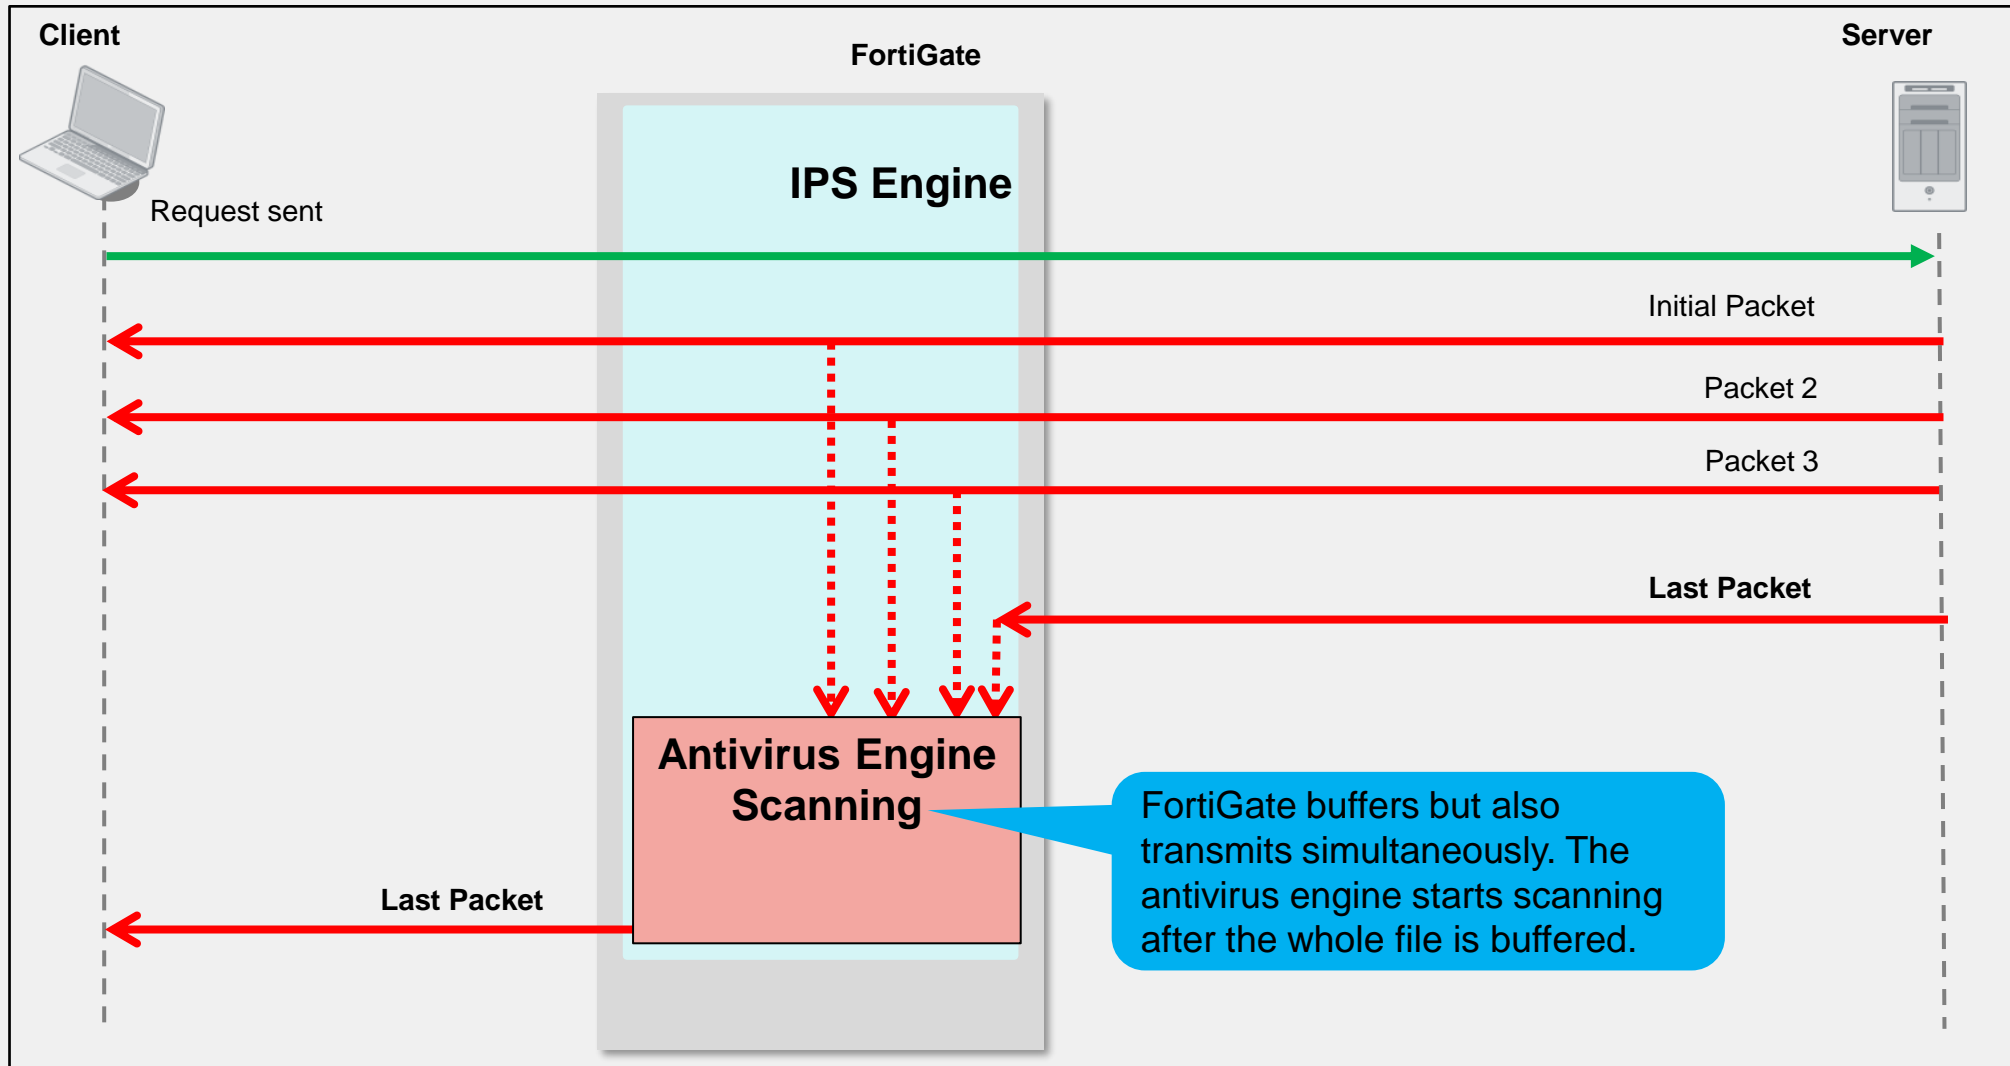 Client
FortiGate
Server
IPS Engine
Request sent
Initial Packet
Packet 2
Packet 3
Last Packet
Antivirus Engine
Scanning
FortiGate buffers but also
transmits simultaneously. The
antivirus engine starts scanning
after the whole file is buffered.
Last Packet